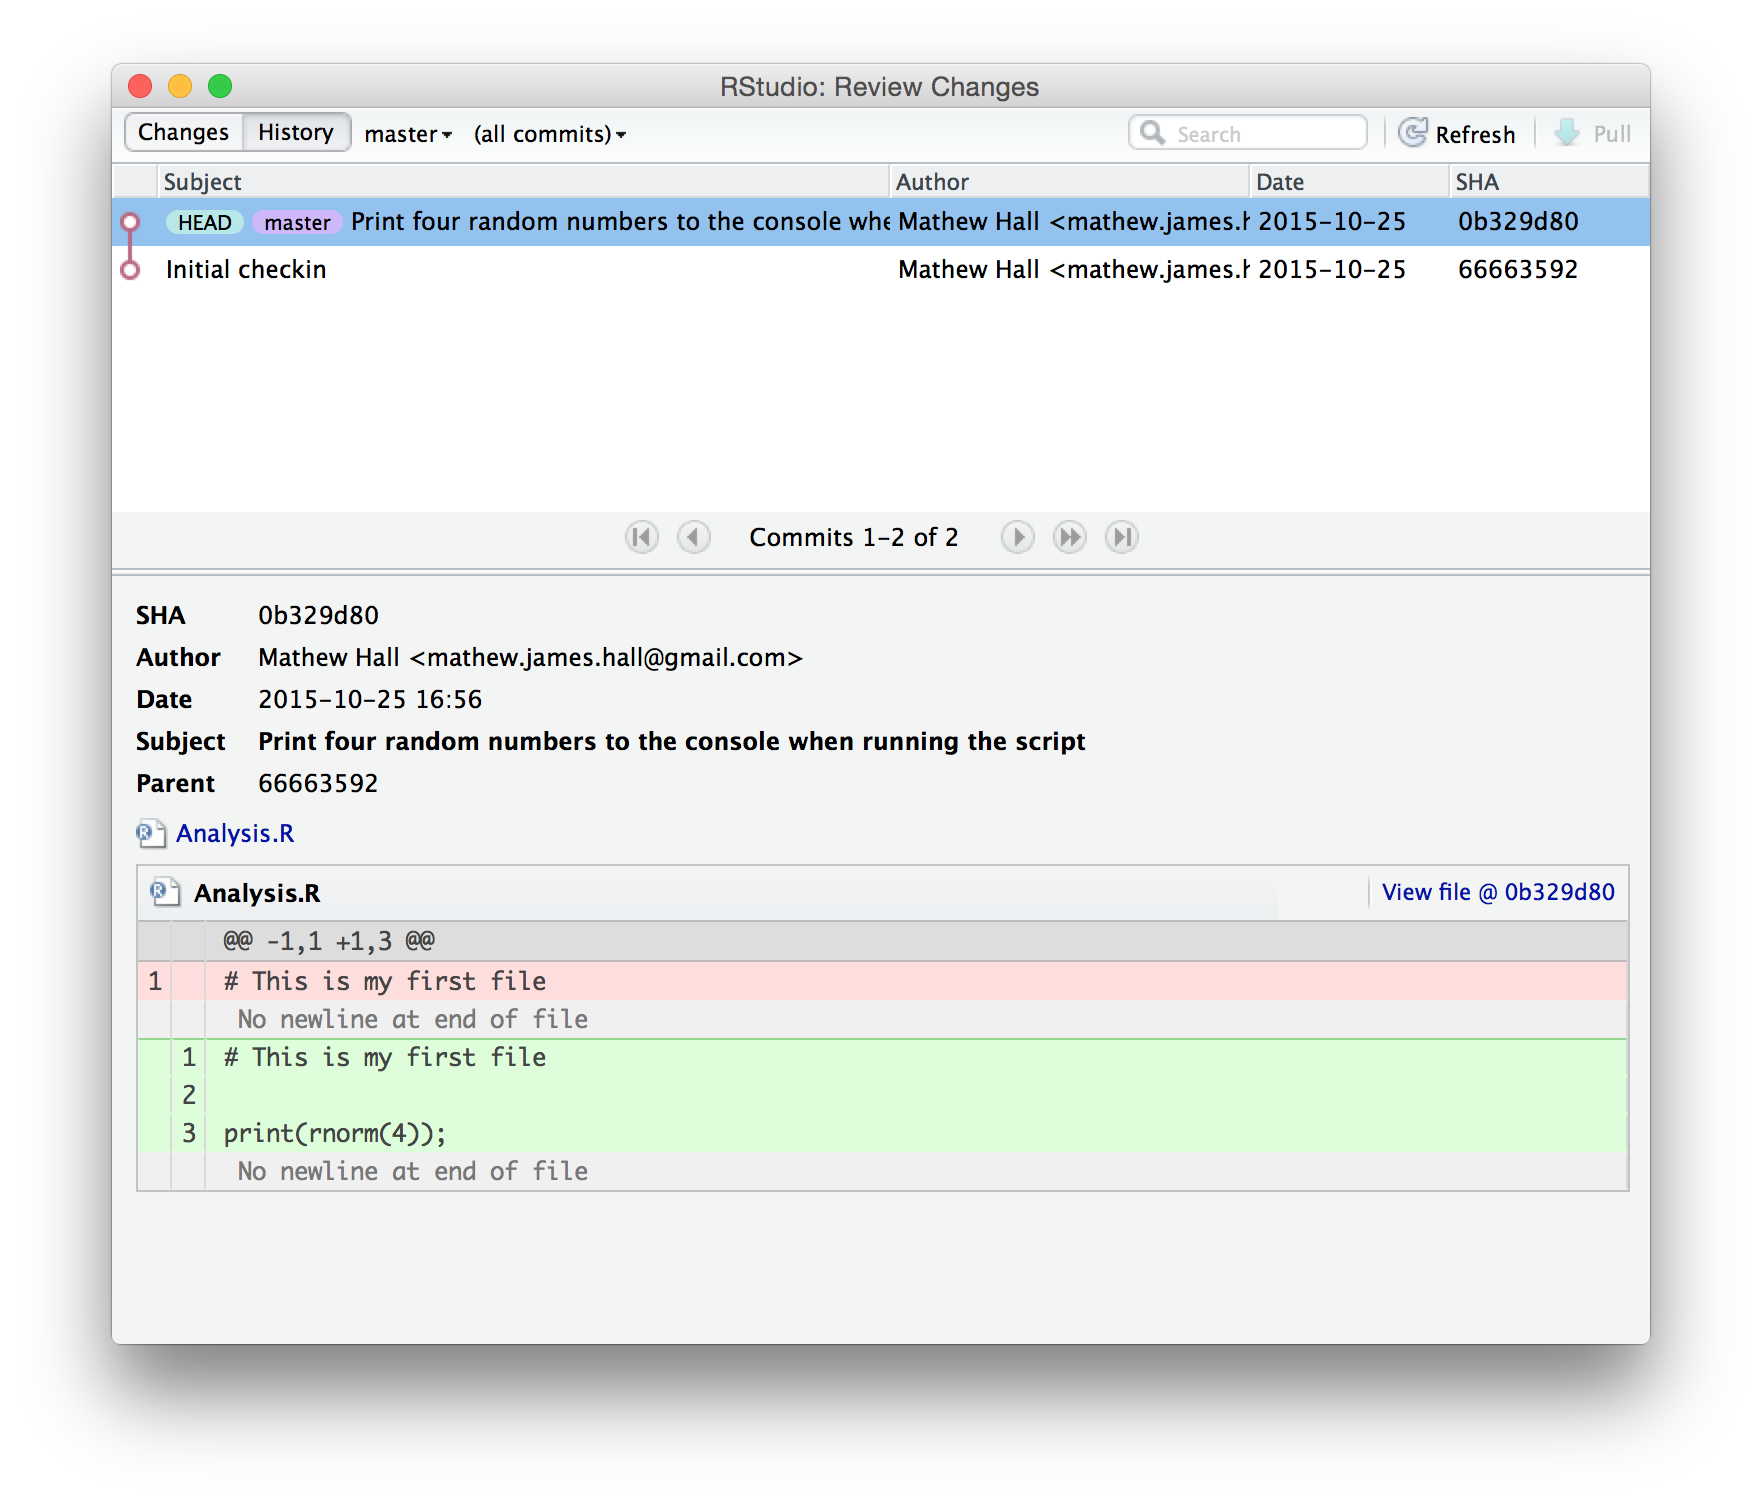 RStudio: Review Changes
Changes History master (all commits) Search Refresh Pull
Subject Author Date SHA
HEAD master Print four random numbers to the console whe Mathew Hall <mathew.james.h 2015-10-25 0b329d80
Initial checkin Mathew Hall <mathew.james.h 2015-10-25 66663592
Commits 1-2 of 2
SHA 0b329d80
Author Mathew Hall <mathew.james.hall@gmail.com>
Date 2015-10-25 16:56
Subject Print four random numbers to the console when running the script
Parent 66663592
Analysis.R
Analysis.R View file @ 0b329d80
@@ -1,1 +1,3 @@
1 # This is my first file
No newline at end of file
1 # This is my first file
2
3 print(rnorm(4));
No newline at end of file